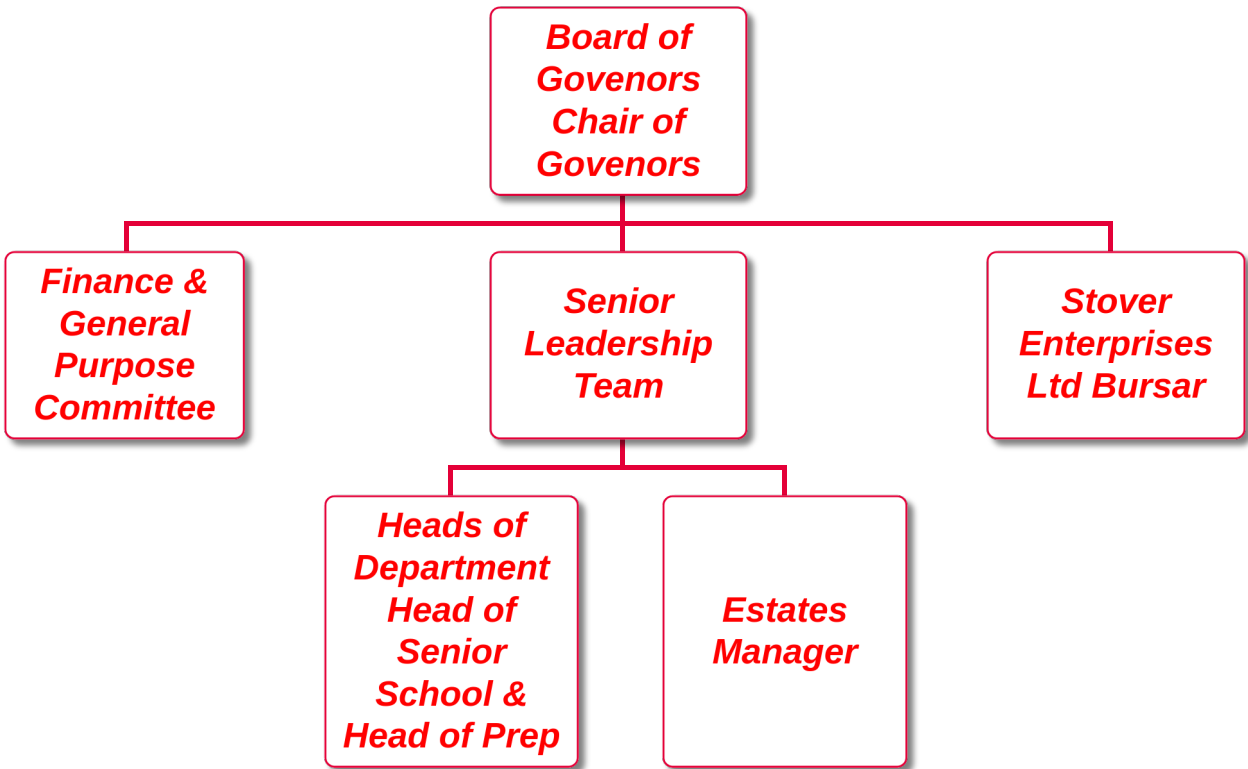 Board of
Govenors
Chair of
Govenors
Finance &
General
Purpose
Committee
Senior
Leadership
Team
Stover
Enterprises
Ltd Bursar
Heads of
Department
Head of
Senior
School &
Head of Prep
Estates
Manager